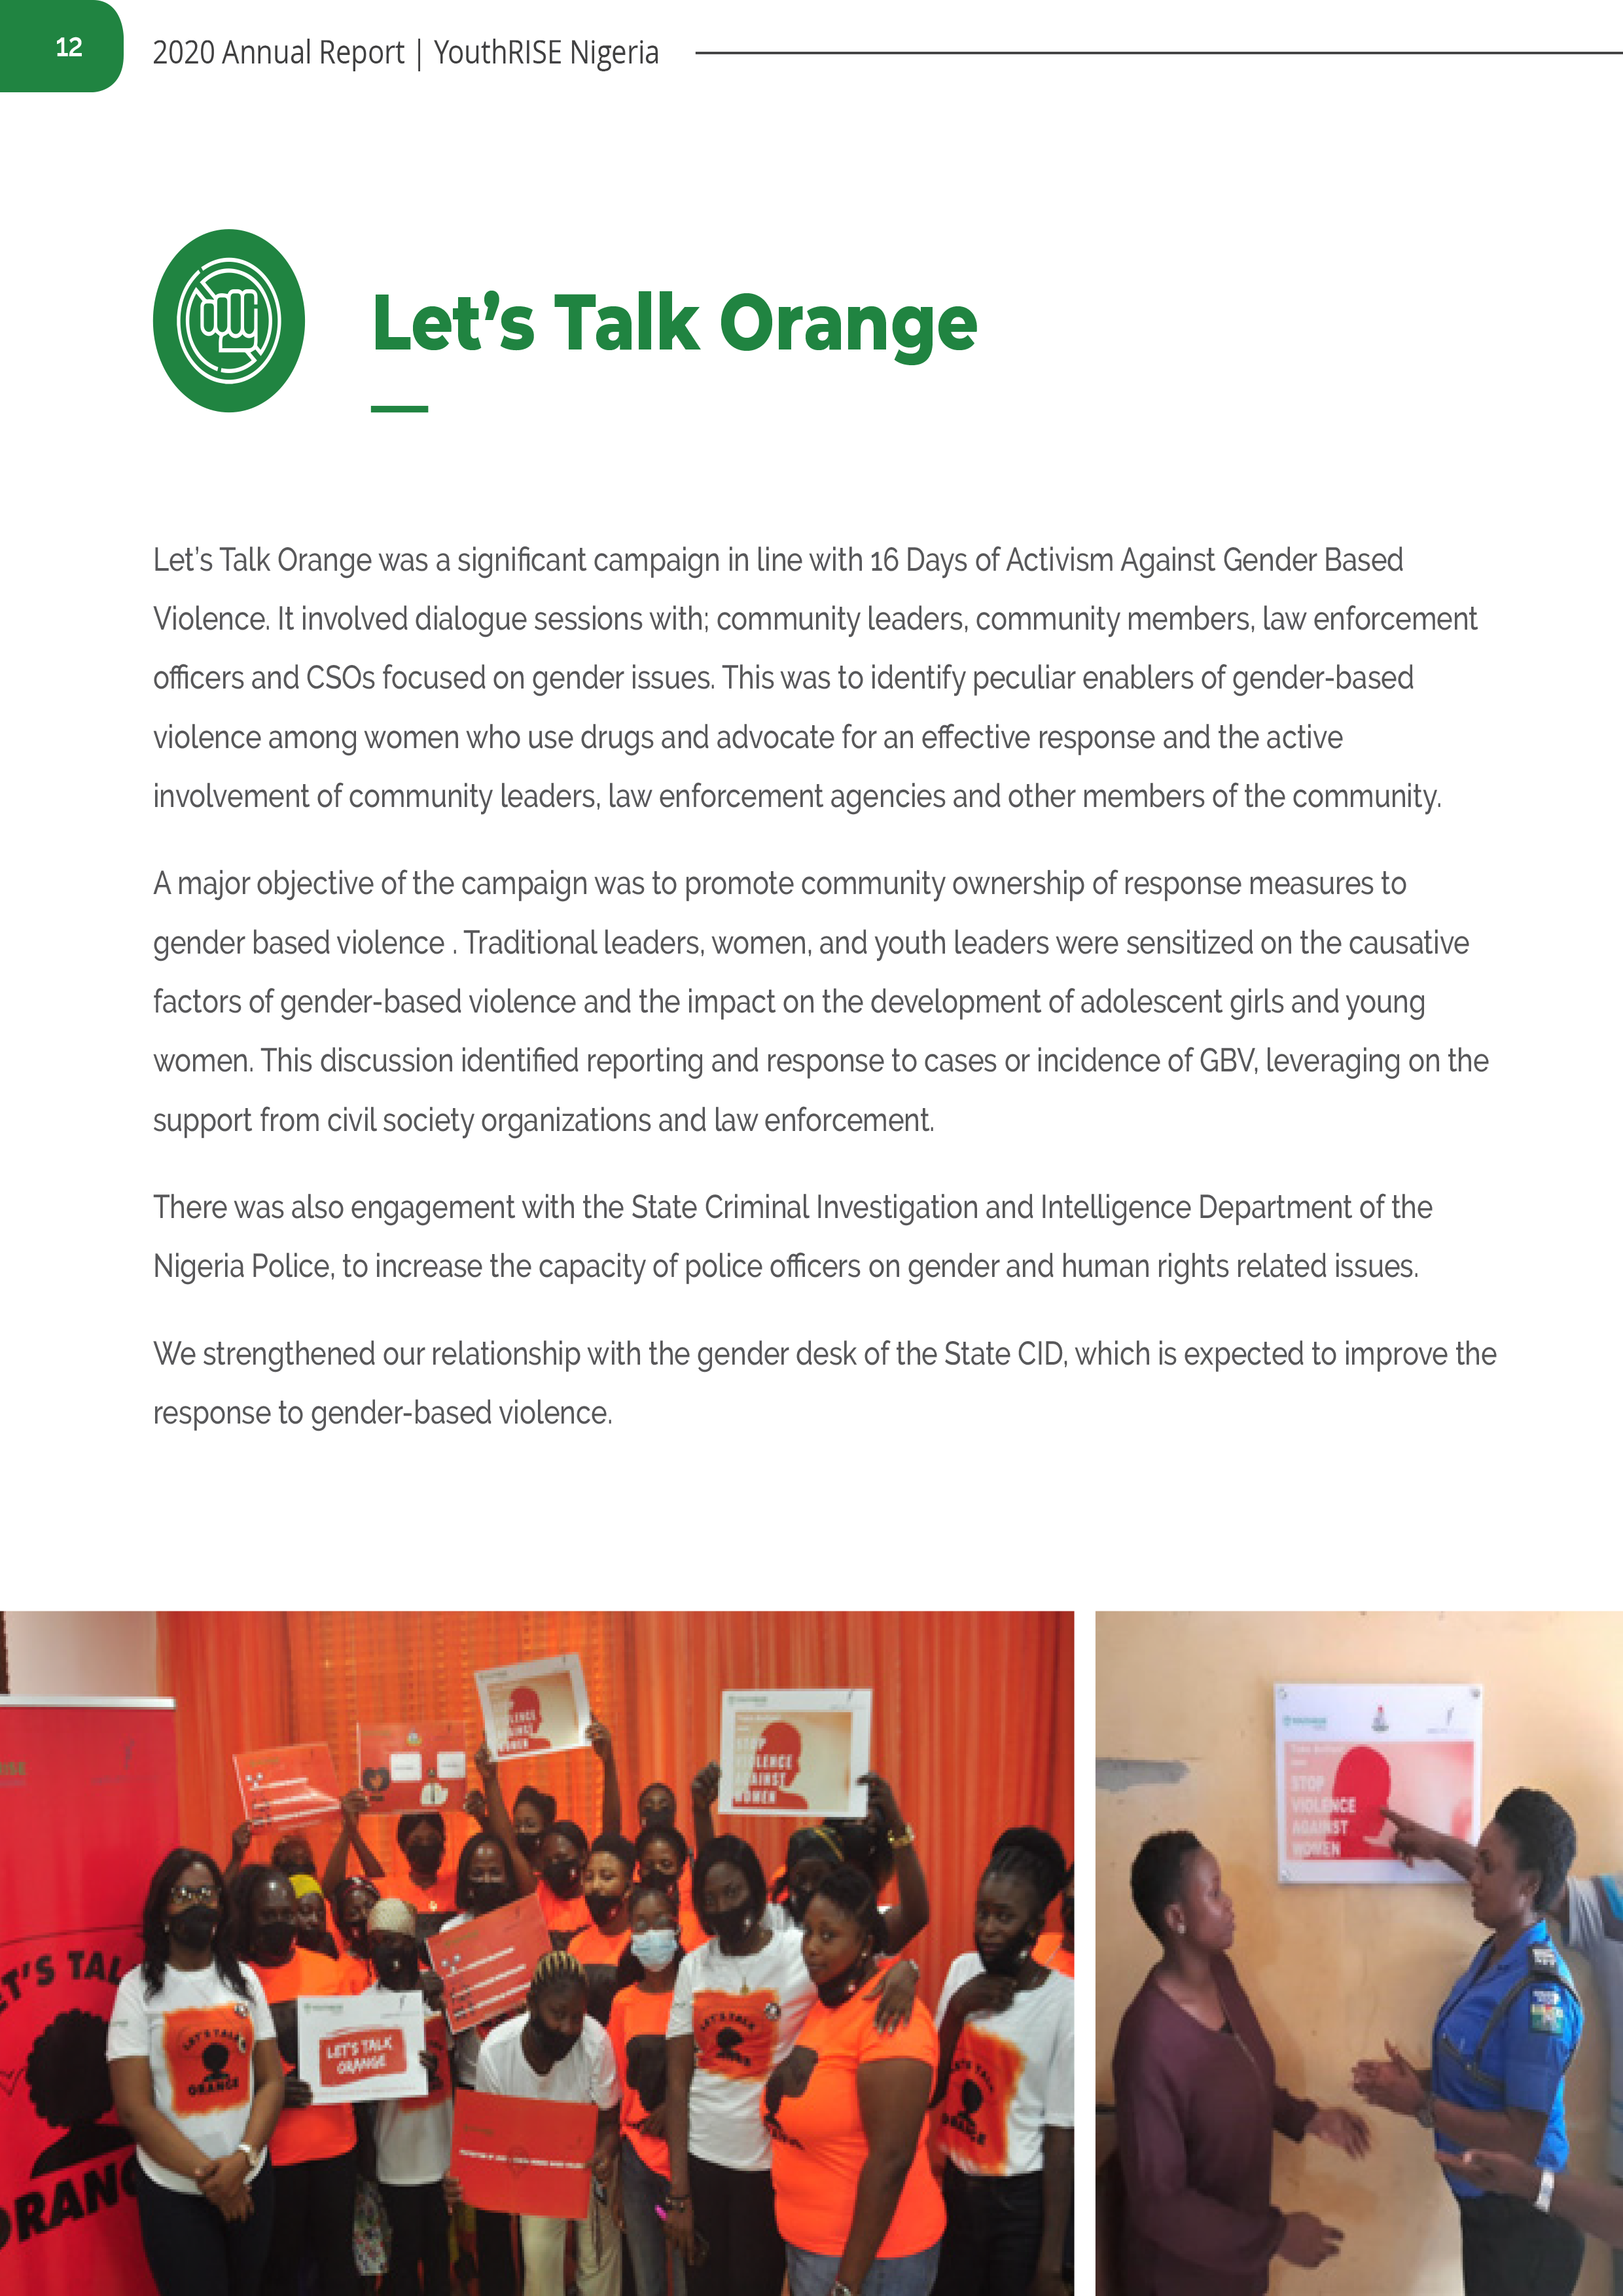 12
2020 Annual Report | YouthRISE Nigeria
Let's Talk Orange
Let's Talk Orange was a significant campaign in line with 16 Days of Activism Against Gender Based
Violence. It involved dialogue sessions with; community leaders, community members, law enforcement
officers and CSOs focused on gender issues. This was to identify peculiar enablers of gender-based
violence among women who use drugs and advocate for an effective response and the active
involvement of community leaders, law enforcement agencies and other members of the community.
A major objective of the campaign was to promote community ownership of response measures to
gender based violence . Traditional leaders, women, and youth leaders were sensitized on the causative
factors of gender-based violence and the impact on the development of adolescent girls and young
women. This discussion identified reporting and response to cases or incidence of GBV, leveraging on the
support from civil society organizations and law enforcement.
There was also engagement with the State Criminal Investigation and Intelligence Department of the
Nigeria Police, to increase the capacity of police officers on gender and human rights related issues.
We strengthened our relationship with the gender desk of the State CID, which is expected to improve the
response to gender-based violence.
STOP
VIOLENCE
AGAINST
WOMEN
STOP
VIOLENCE
AGAINST
WOMEN
LET'S TALK
ORANGE
LET'S TALK
ORANGE
LET'S TALK
ORANGE